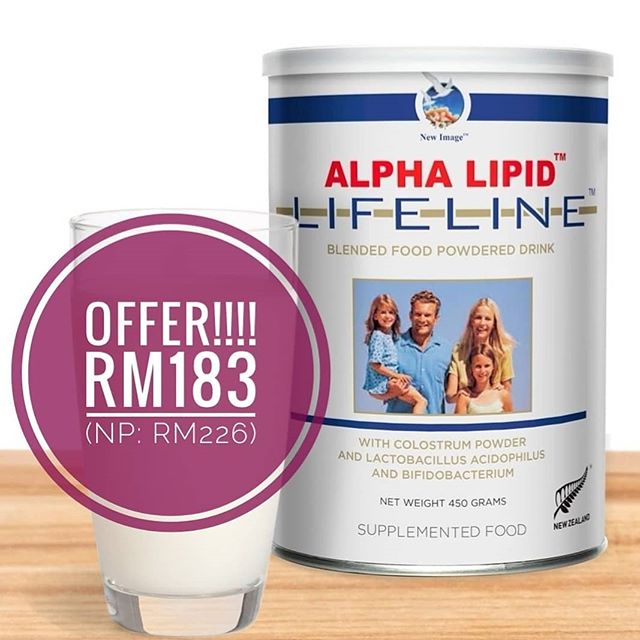 New Image™
ALPHA LIPID™
LIFELINE™
BLENDED FOOD POWDERED DRINK
OFFER!!!!
RM183
(NP: RM226)
WITH COLOSTRUM POWDER
AND LACTOBACILLUS ACIDOPHILUS
AND BIFIDOBACTERIUM
NET WEIGHT 450 GRAMS
NEW ZEALAND
SUPPLEMENTED FOOD